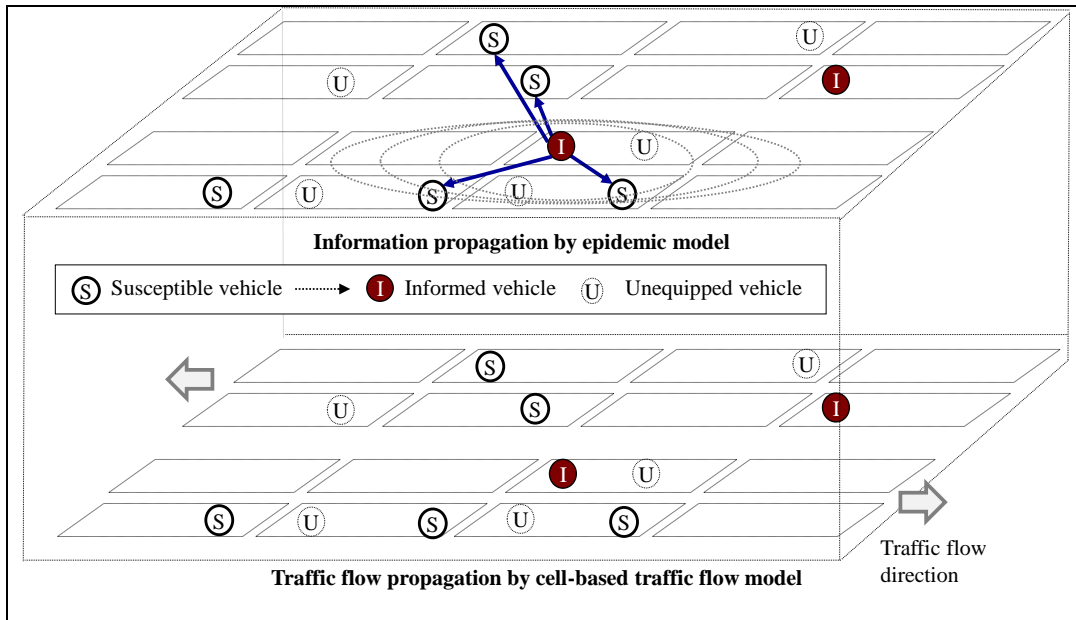 S U
S I
U
I U
S U S U S
Information propagation by epidemic model
S Susceptible vehicle I Informed vehicle U Unequipped vehicle
S U
U S I
I U
S U S U S
Traffic flow
direction
Traffic flow propagation by cell-based traffic flow model